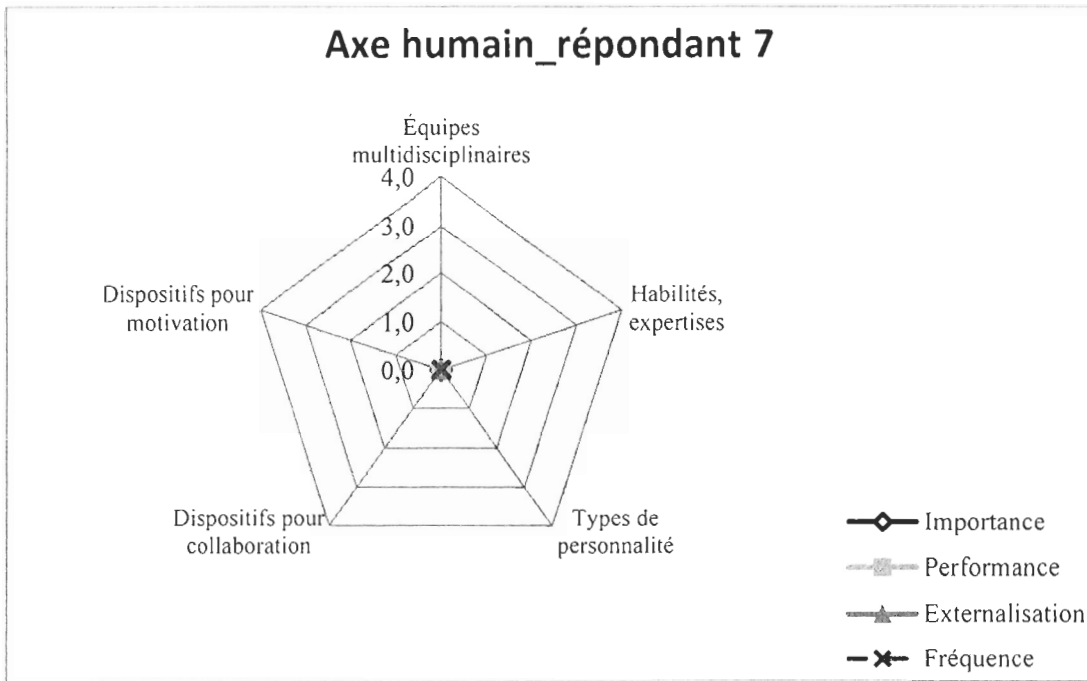 Axe humain_répondant 7
Équipes
multidisciplinaires
4,0
3,0
2,0
1,0
0,0
Habilités,
expertises
Types de
personnalité
Dispositifs pour
collaboration
Dispositifs pour
motivation
Importance
Performance
Externalisation
Fréquence